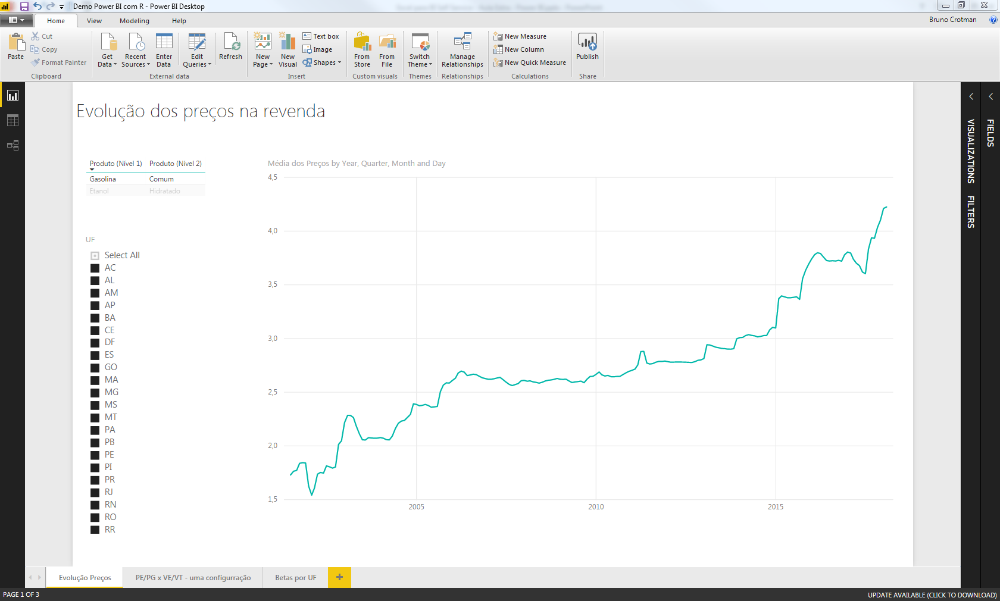 Demo Power BI com R - Power BI Desktop
Home View Modeling Help Bruno Crotman
Paste
Cut
Copy
Format Painter
Clipboard
Get Data
Recent Sources
Enter Data
Edit Queries
Refresh
External data
New Page
New Visual
Text box
Image
Shapes
Insert
From Store
From File
Custom visuals
Switch Theme
Themes
Manage Relationships
Relationships
New Measure
New Column
New Quick Measure
Calculations
Publish
Share
Evolução dos preços na revenda
Produto (Nível 1) Produto (Nível 2)
Gasolina Comum
Etanol Hidratado
UF
Select All
AC
AL
AM
AP
BA
CE
DF
ES
GO
MA
MG
MS
MT
PA
PB
PE
PI
PR
RJ
RN
RO
RR
Média dos Preços by Year, Quarter, Month and Day
4,5
4,0
3,5
3,0
2,5
2,0
1,5
2005 2010 2015
VISUALIZATIONS
FILTERS
FIELDS
Evolução Preços PE/PG x VE/VT - uma configurração Betas por UF
PAGE 1 OF 3 UPDATE AVAILABLE (CLICK TO DOWNLOAD)